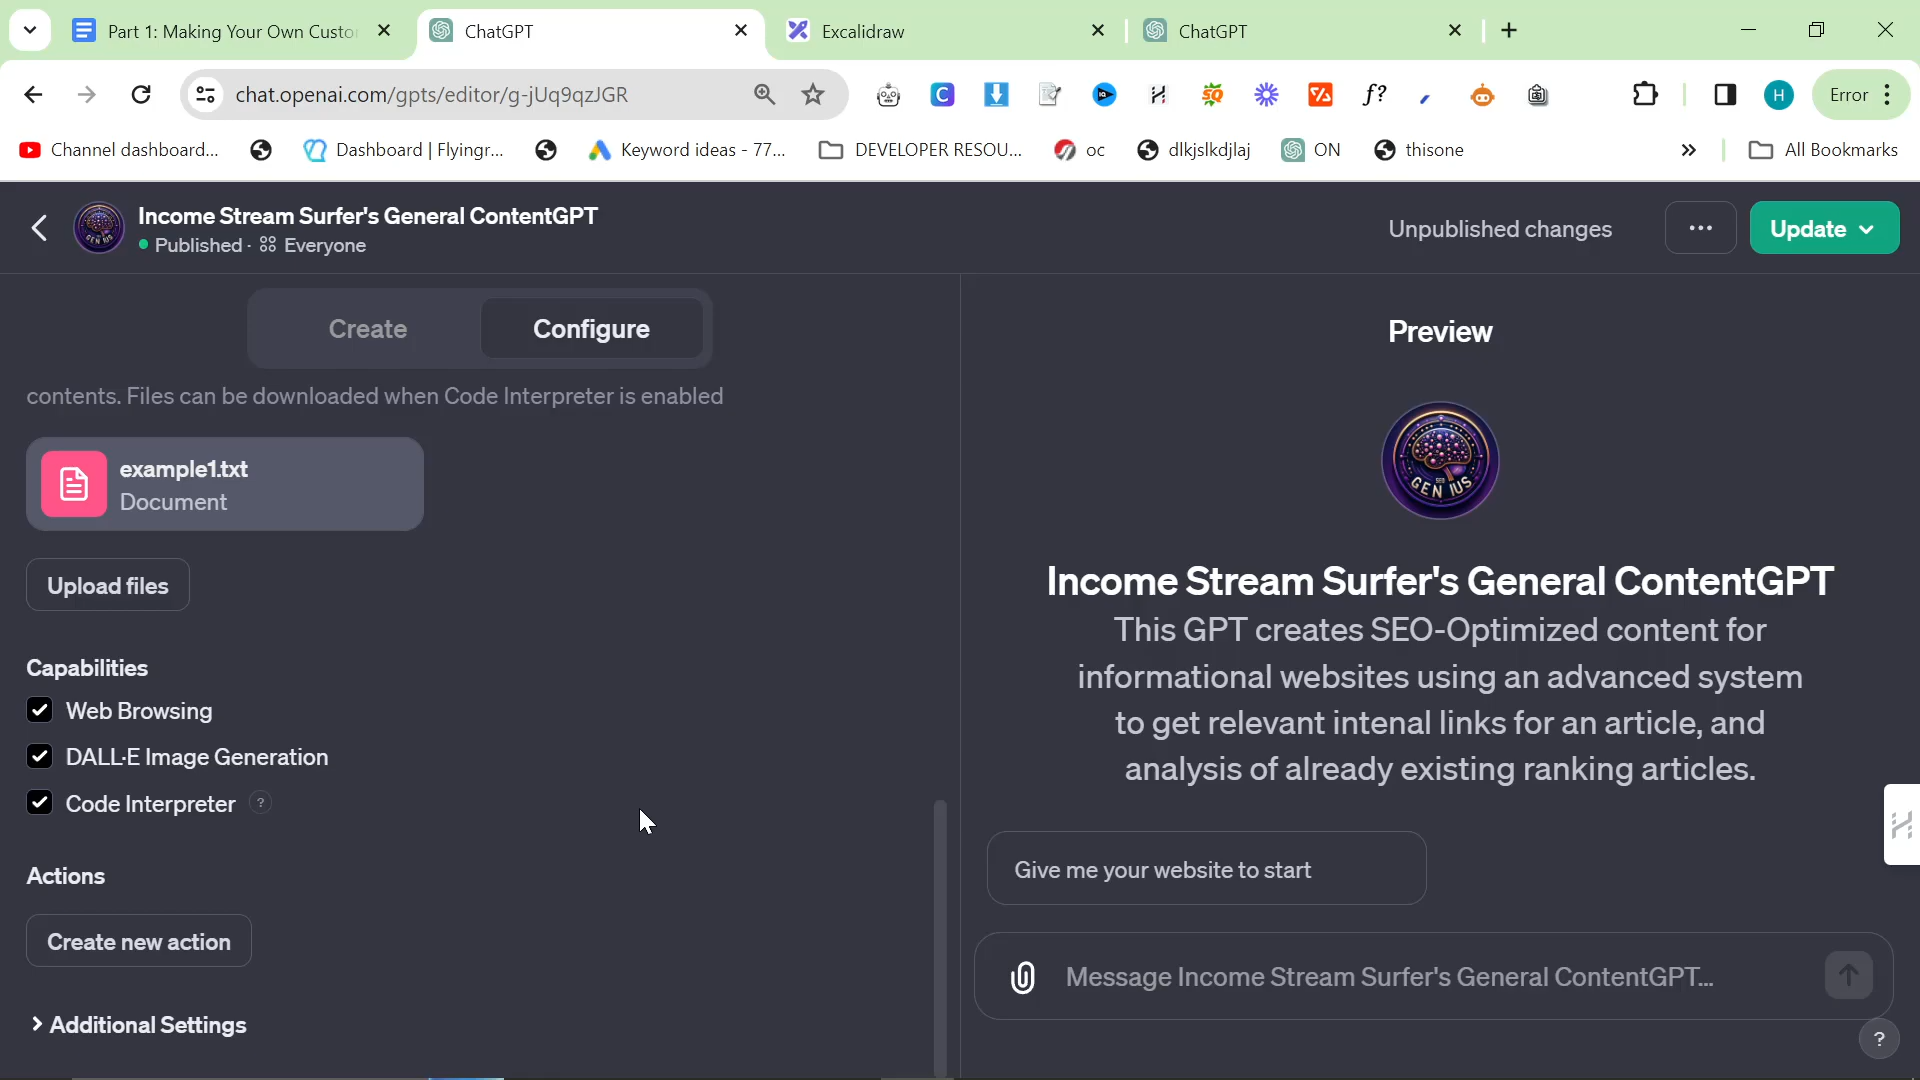 Part 1: Making Your Own Custo
ChatGPT
Excalidraw
ChatGPT
chat.openai.com/gpts/editor/g-jUq9qzJGR
H
Error
Channel dashboard...
Dashboard | Flyingr...
Keyword ideas - 77...
DEVELOPER RESOU...
oc
dlkjslkdjlaj
ON
thisone
All Bookmarks
Income Stream Surfer's General ContentGPT
Published · Everyone
Unpublished changes
Update
Create
Configure
contents. Files can be downloaded when Code Interpreter is enabled
example1.txt
Document
Upload files
Capabilities
Web Browsing
DALL·E Image Generation
Code Interpreter ?
Actions
Create new action
Additional Settings
Preview
GEN IUS
Income Stream Surfer's General ContentGPT
This GPT creates SEO-Optimized content for
informational websites using an advanced system
to get relevant intenal links for an article, and
analysis of already existing ranking articles.
Give me your website to start
Message Income Stream Surfer's General ContentGPT...
?